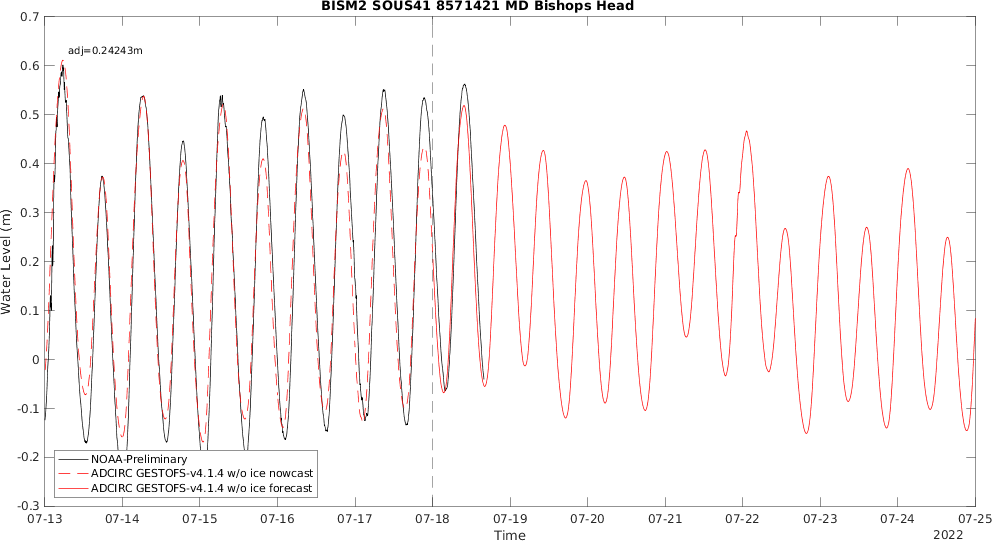 BISM2 SOUS41 8571421 MD Bishops Head
0.7
adj=0.24243m
0.6
0.5
0.4
0.3
0.2
0.1
0
-0.1
-0.2
-0.3
Water Level (m)
NOAA-Preliminary
ADCIRC GESTOFS-v4.1.4 w/o ice nowcast
ADCIRC GESTOFS-v4.1.4 w/o ice forecast
07-13 07-14 07-15 07-16 07-17 07-18 07-19 07-20 07-21 07-22 07-23 07-24 07-25
Time
2022